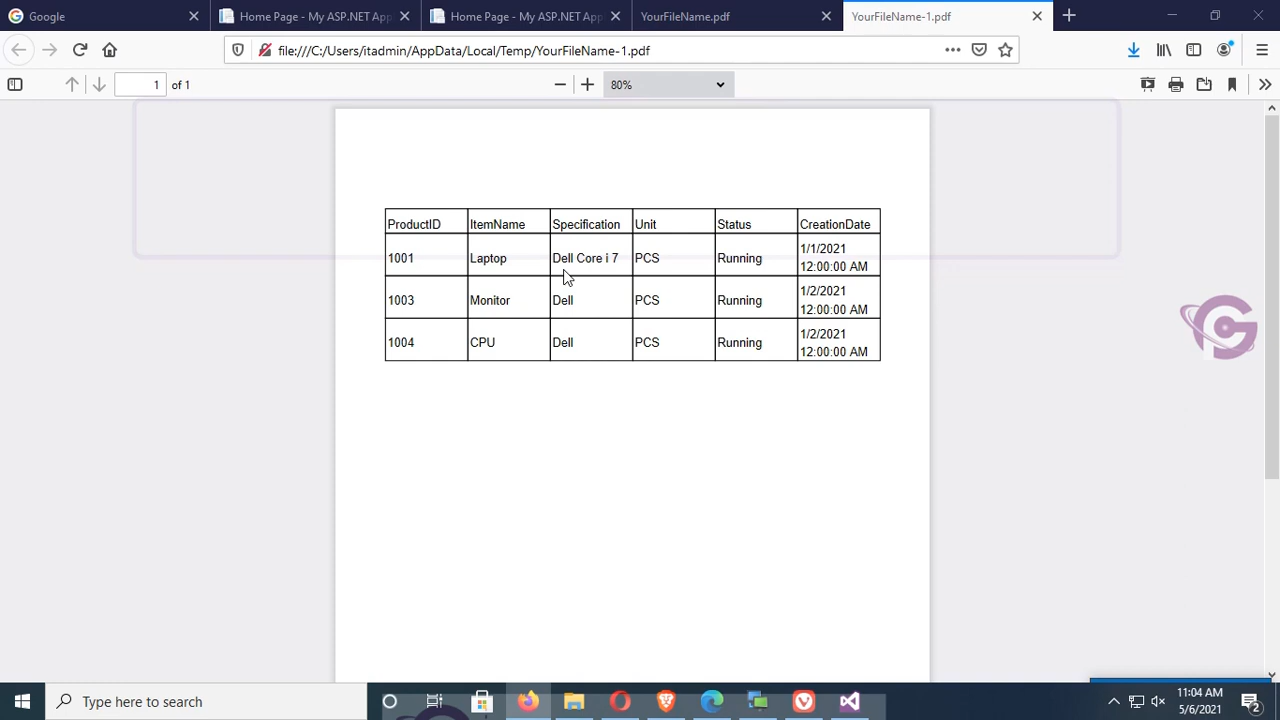 Google
Home Page - My ASP.NET App
Home Page - My ASP.NET App
YourFileName.pdf
YourFileName-1.pdf
file:///C:/Users/itadmin/AppData/Local/Temp/YourFileName-1.pdf
1 of 1
80%
ProductID ItemName Specification Unit Status CreationDate
1001 Laptop Dell Core i 7 PCS Running 1/1/2021
12:00:00 AM
1003 Monitor Dell PCS Running 1/2/2021
12:00:00 AM
1004 CPU Dell PCS Running 1/2/2021
12:00:00 AM
Type here to search
11:04 AM
5/6/2021
2